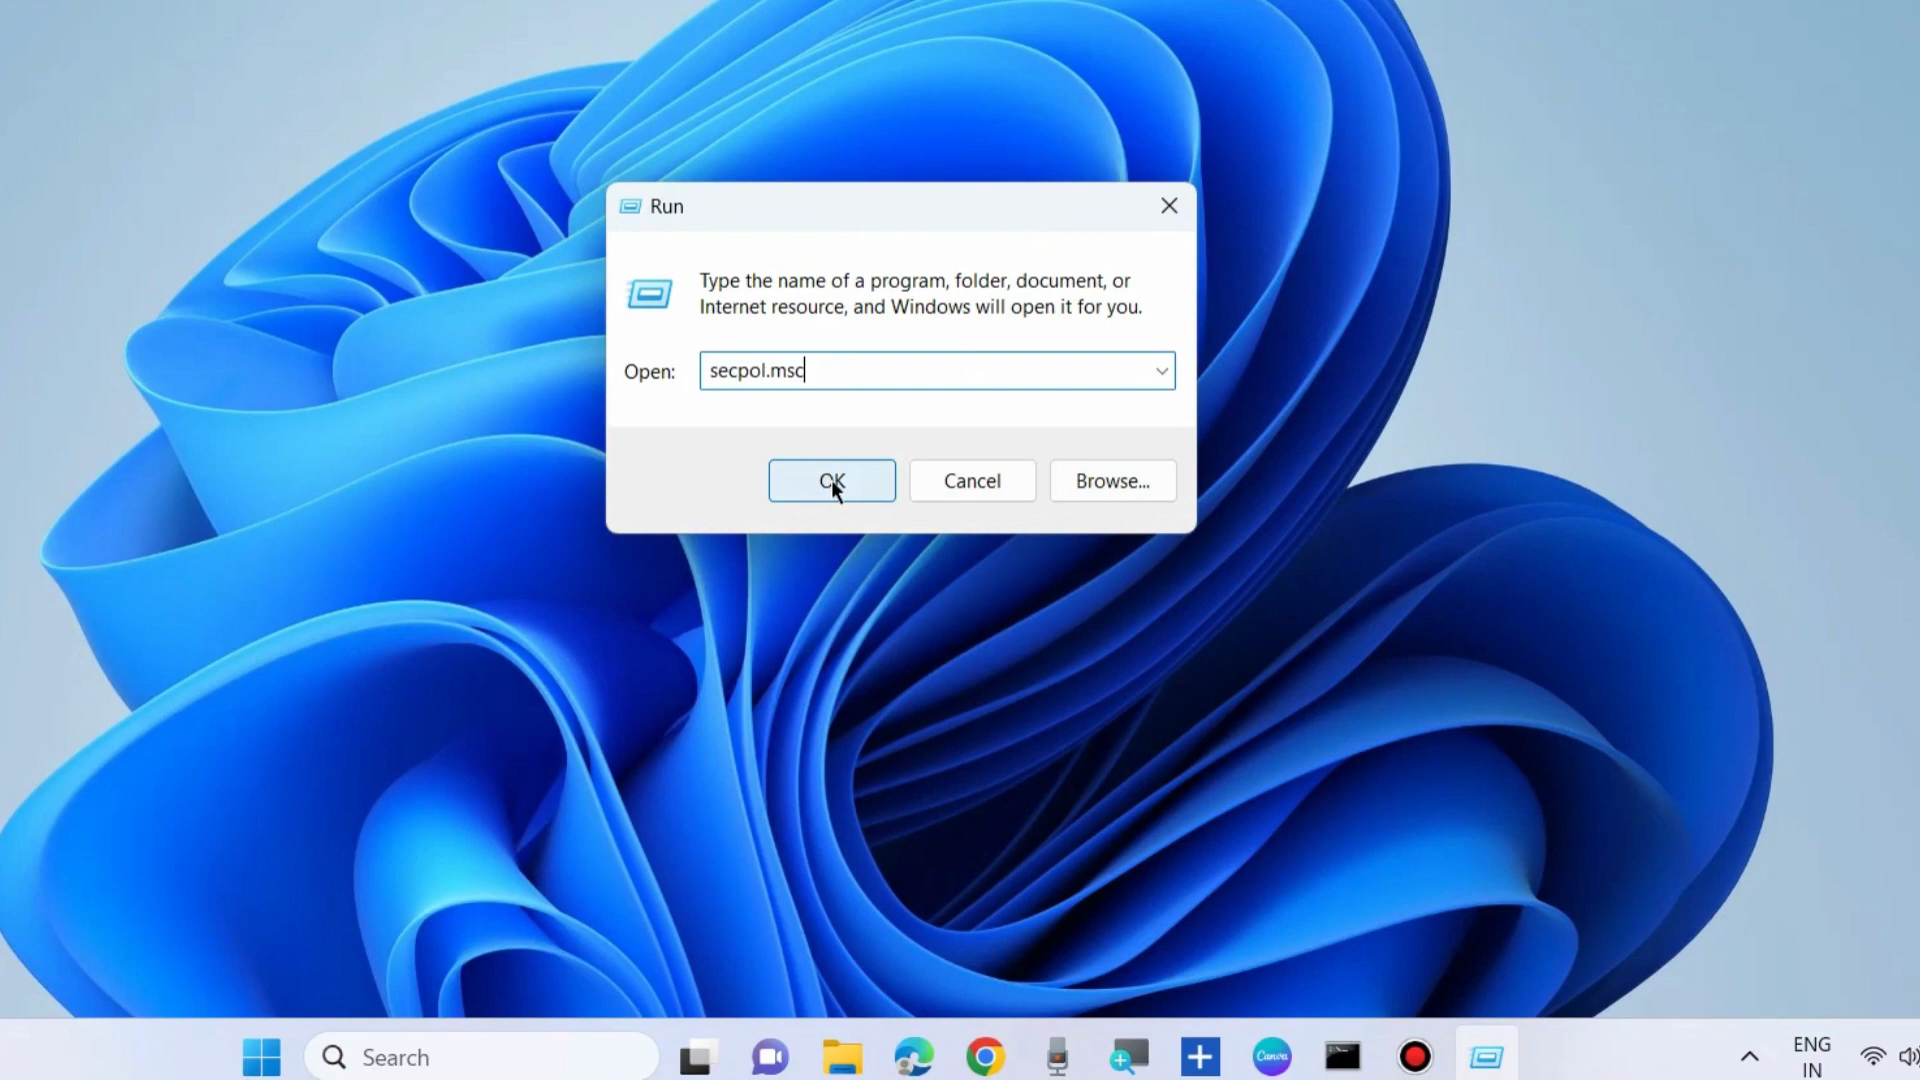 Run
Type the name of a program, folder, document, or
Internet resource, and Windows will open it for you.
Open:
secpol.msc
OK
Cancel
Browse...
Search
Canva
ENG
IN